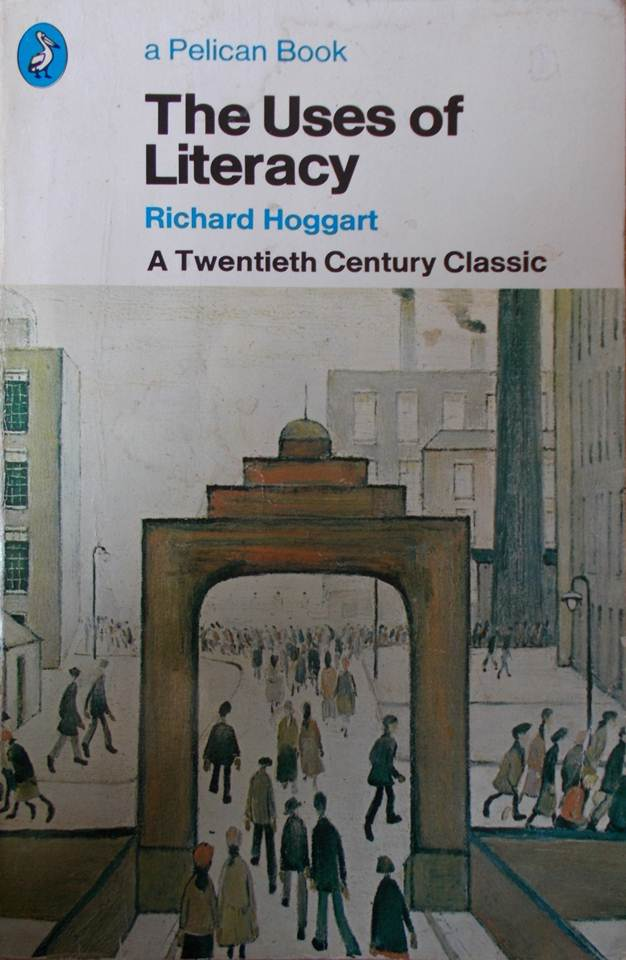 a Pelican Book
The Uses of
Literacy
Richard Hoggart
A Twentieth Century Classic